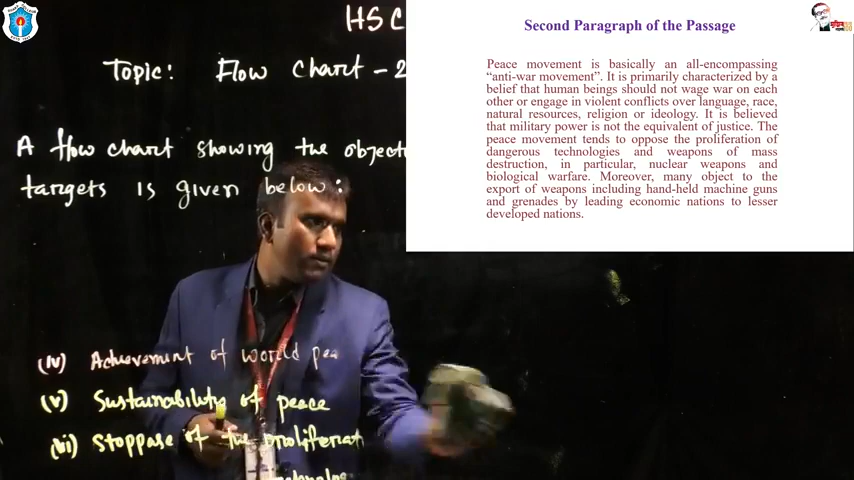 HSC
Topic: Flow Chart - 2
A flow chart showing the object
targets is given below:
(iv) Achievement of world pea
(v) Sustainability of peace
(vi) Stoppase of the proliferat
Second Paragraph of the Passage
Peace movement is basically an all-encompassing
“anti-war movement”. It is primarily characterized by a
belief that human beings should not wage war on each
other or engage in violent conflicts over language, race,
natural resources, religion or ideology. It is believed
that military power is not the equivalent of justice. The
peace movement tends to oppose the proliferation of
dangerous technologies and weapons of mass
destruction, in particular, nuclear weapons and
biological warfare. Moreover, many object to the
export of weapons including hand-held machine guns
and grenades by leading economic nations to lesser
developed nations.